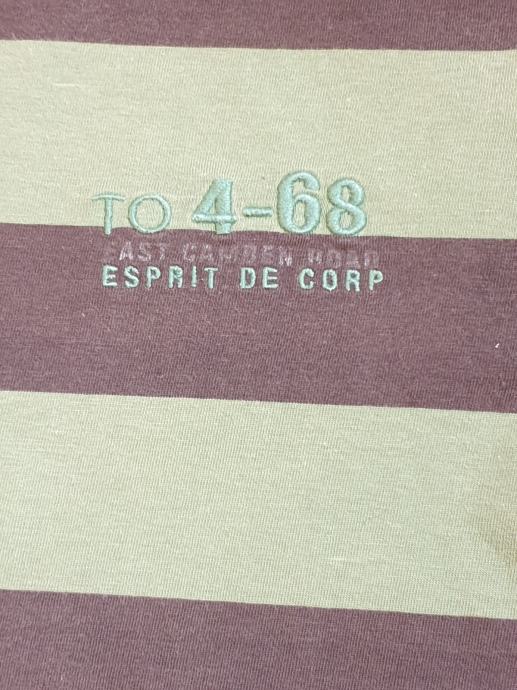 TO 4-68
EAST CAMDEN ROAD
ESPRIT DE CORP